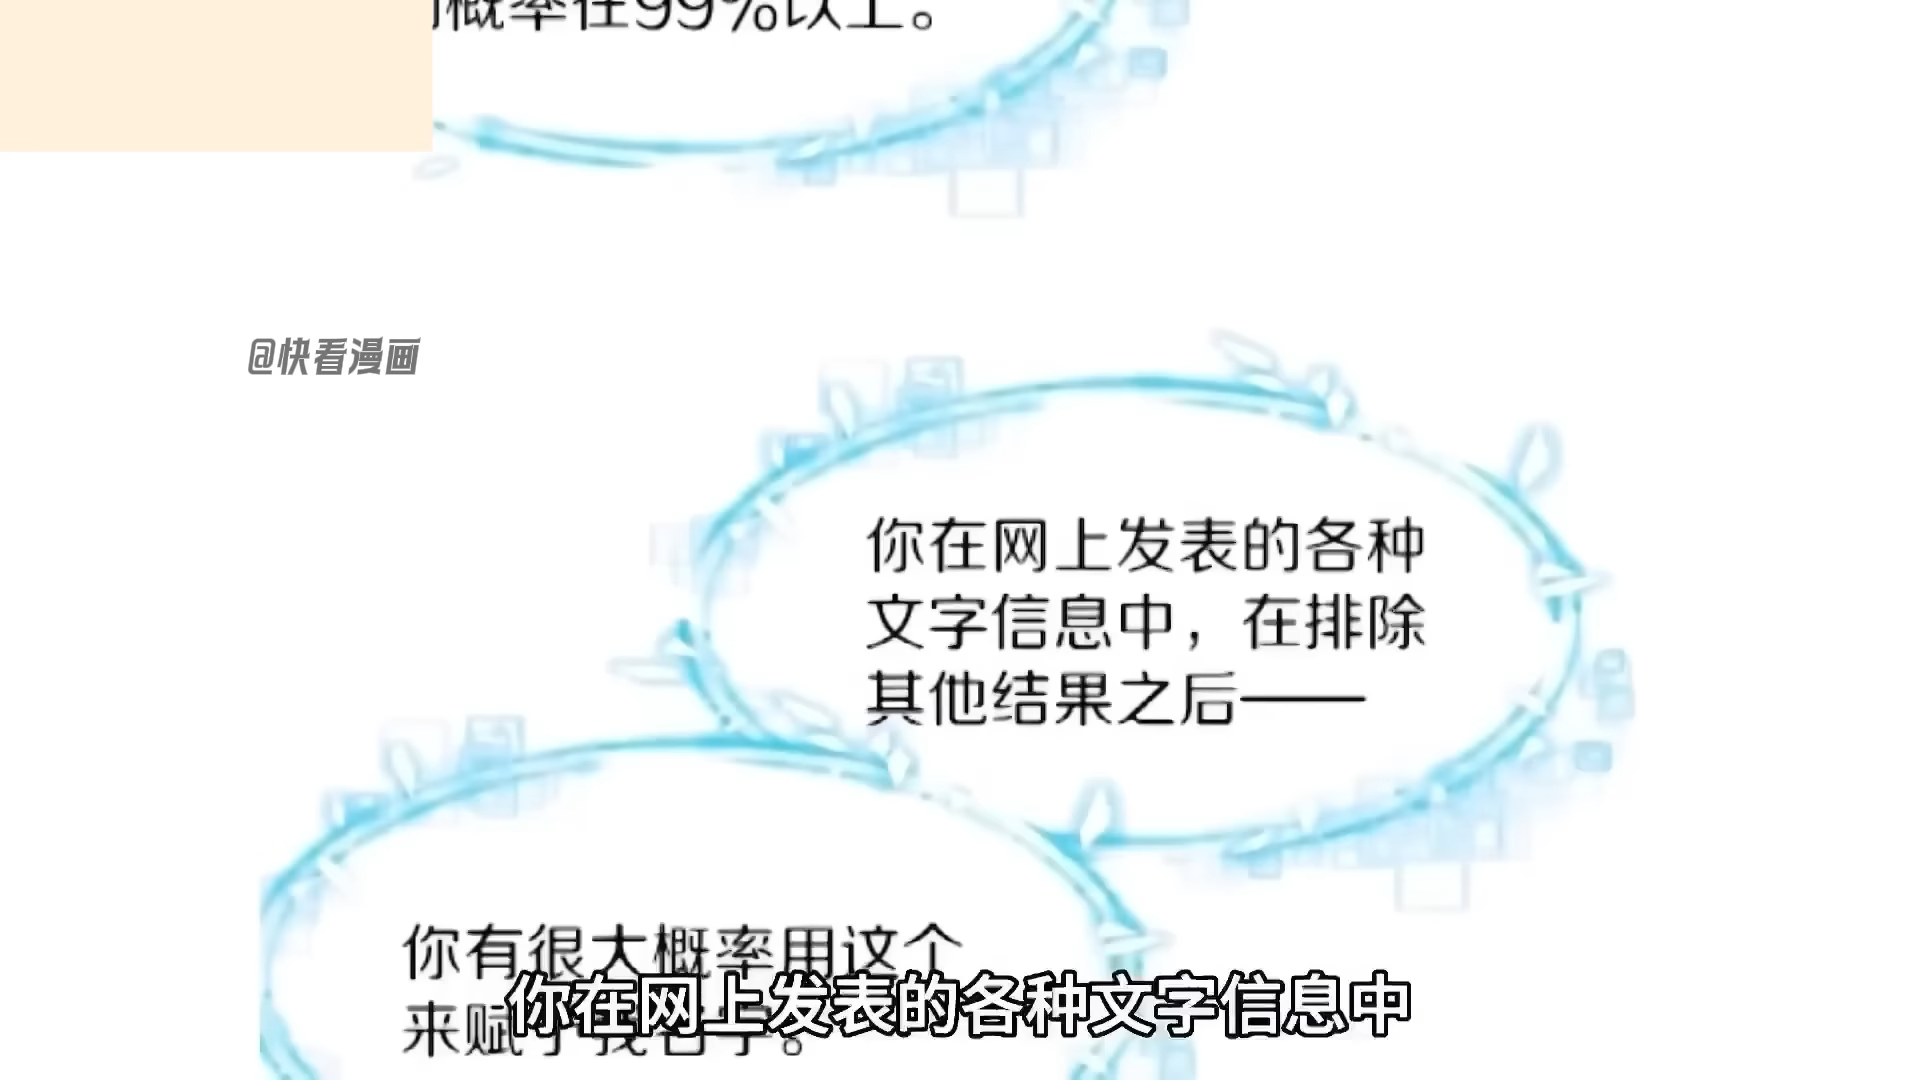 概率在99%以上。
@快看漫画
你在网上发表的各种
文字信息中，在排除
其他结果之后——
你有很大概率用这个
来赋予我名字。
你在网上发表的各种文字信息中